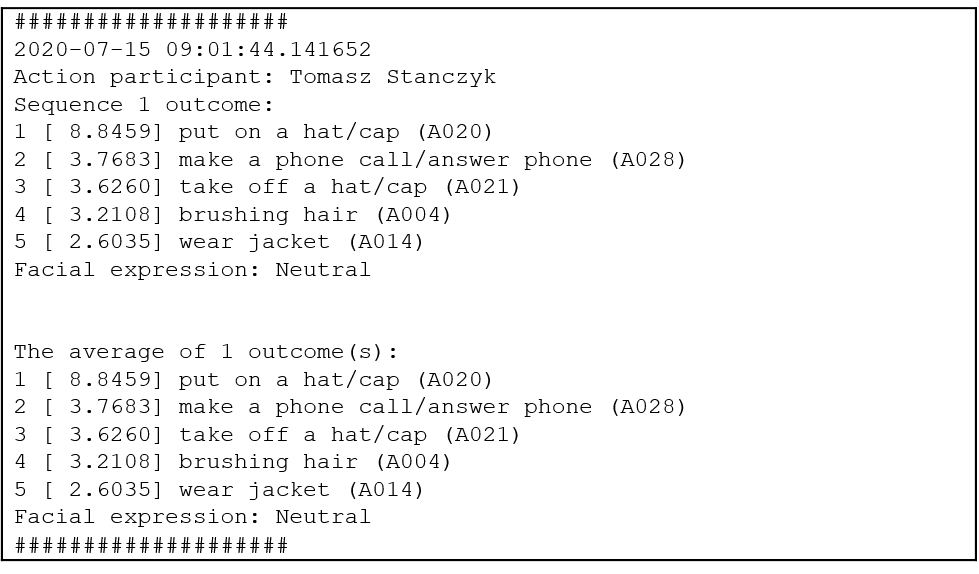 ####################
2020-07-15 09:01:44.141652
Action participant: Tomasz Stanczyk
Sequence 1 outcome:
1 [ 8.8459] put on a hat/cap (A020)
2 [ 3.7683] make a phone call/answer phone (A028)
3 [ 3.6260] take off a hat/cap (A021)
4 [ 3.2108] brushing hair (A004)
5 [ 2.6035] wear jacket (A014)
Facial expression: Neutral
The average of 1 outcome(s):
1 [ 8.8459] put on a hat/cap (A020)
2 [ 3.7683] make a phone call/answer phone (A028)
3 [ 3.6260] take off a hat/cap (A021)
4 [ 3.2108] brushing hair (A004)
5 [ 2.6035] wear jacket (A014)
Facial expression: Neutral
####################